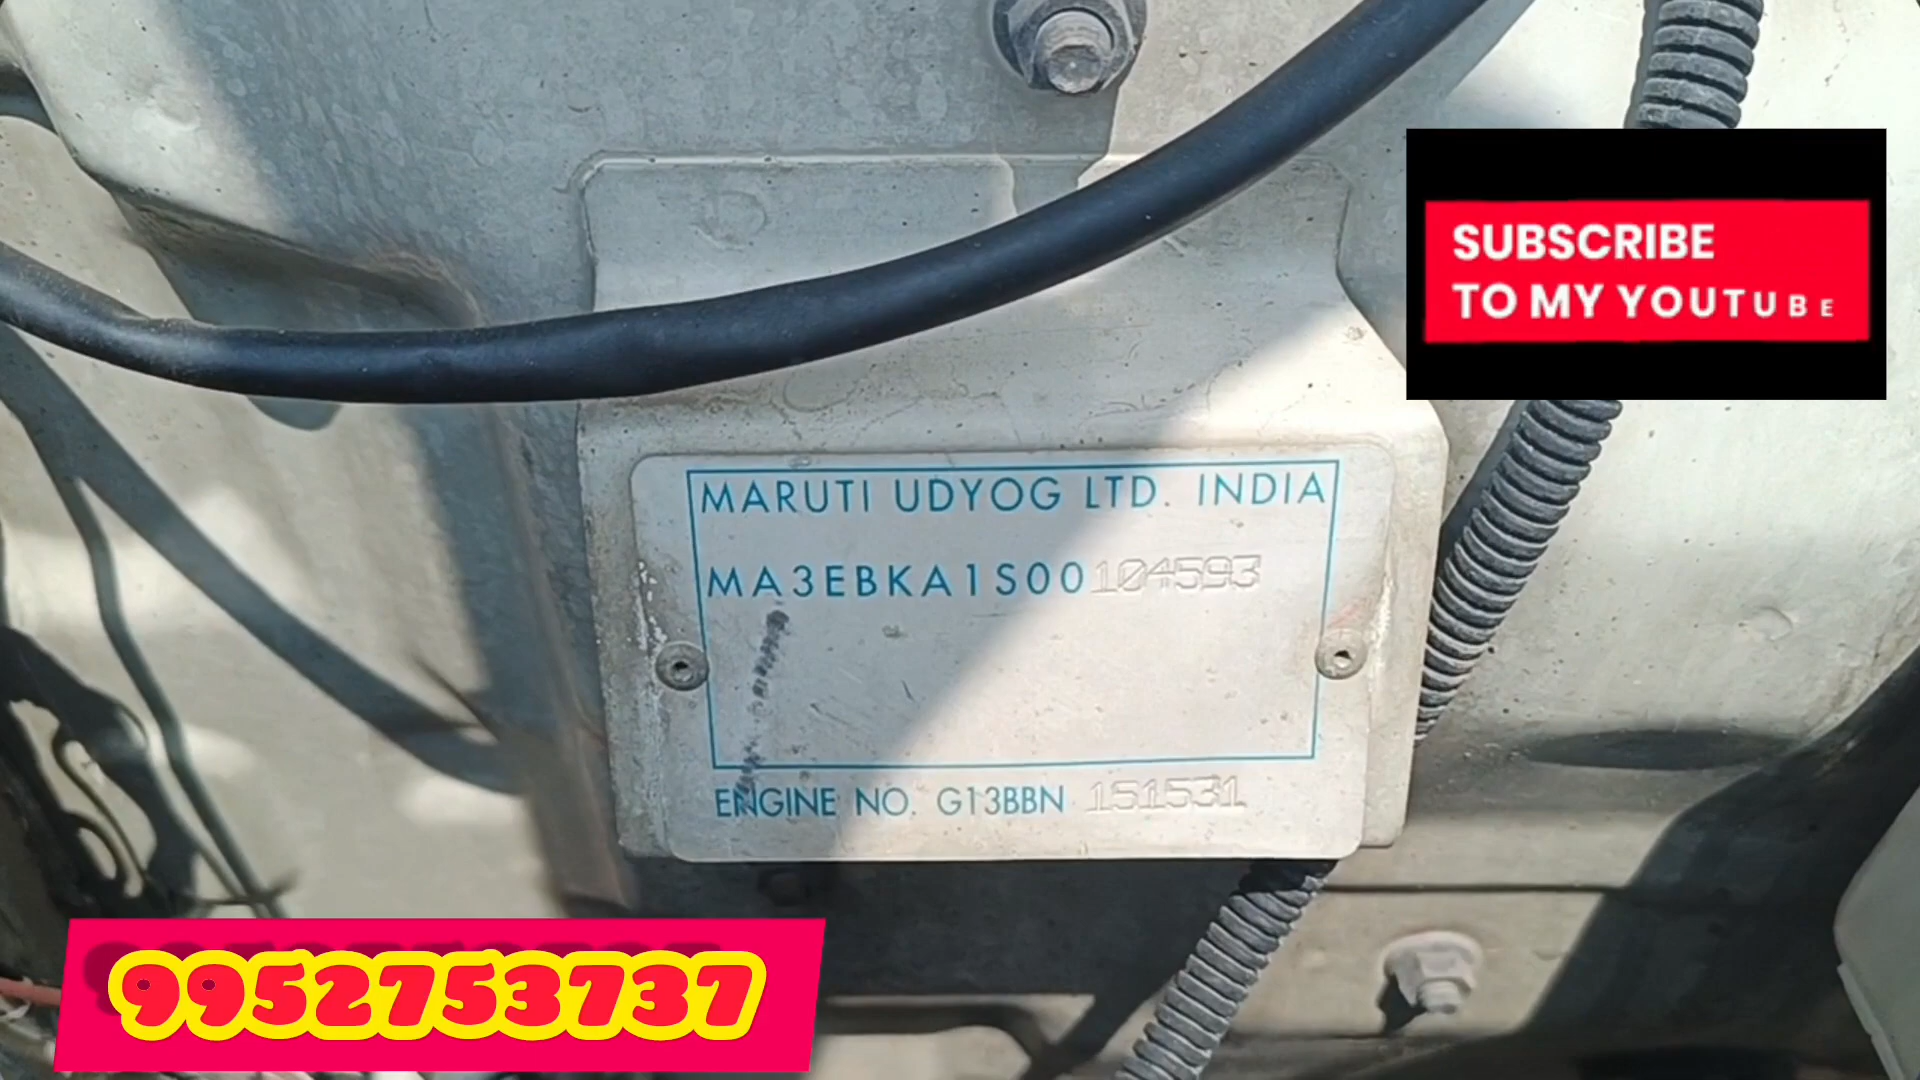 SUBSCRIBE
TO MY YOUTUBE
MARUTI UDYOG LTD. INDIA
MA3EBKA1S00104593
ENGINE NO. G13BBN 151531
9952753737